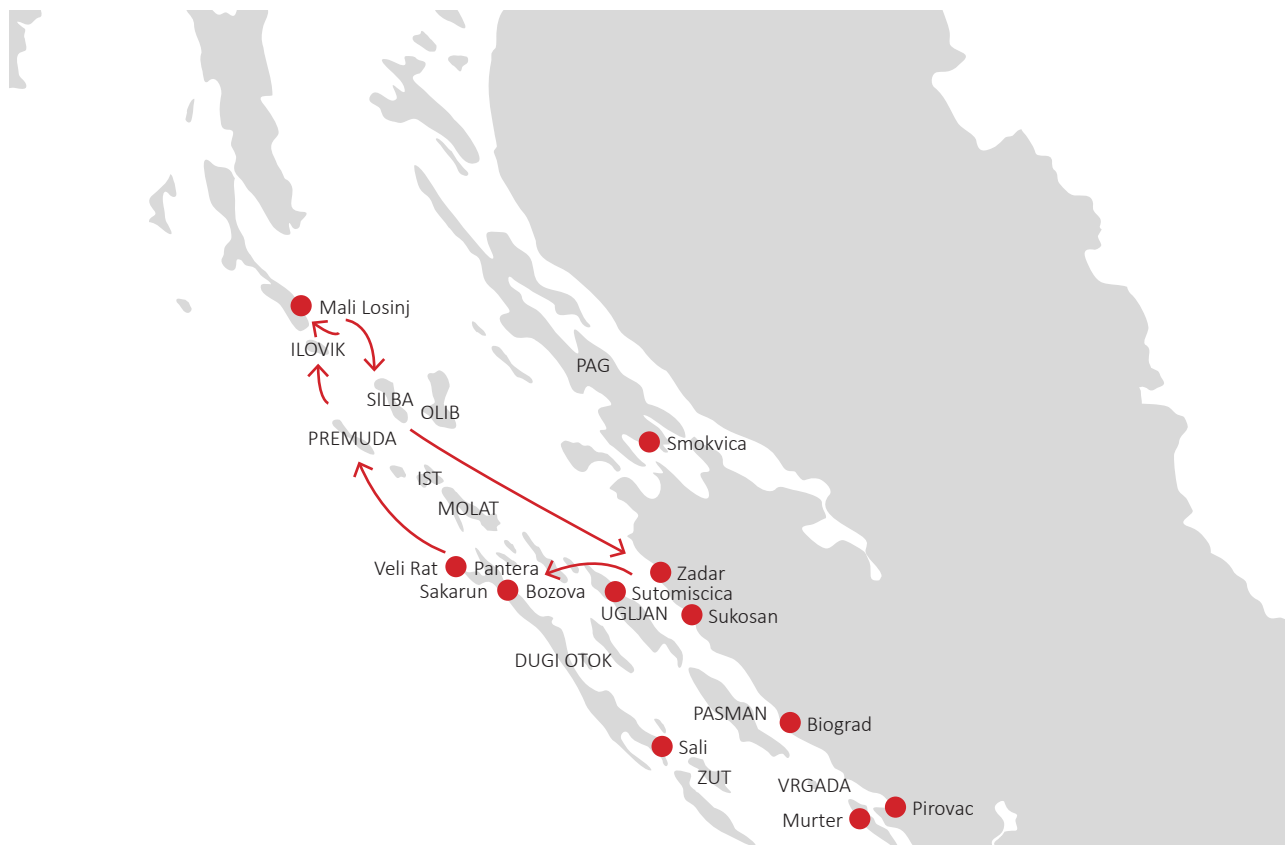 Mali Losinj
ILOVIK
PAG
SILBA
OLIB
PREMUDA
Smokvica
IST
MOLAT
Veli Rat
Pantera
Zadar
Sakarun
Bozova
Sutomiscica
UGLJAN
Sukosan
DUGI OTOK
PASMAN
Biograd
Sali
ZUT
VRGADA
Pirovac
Murter